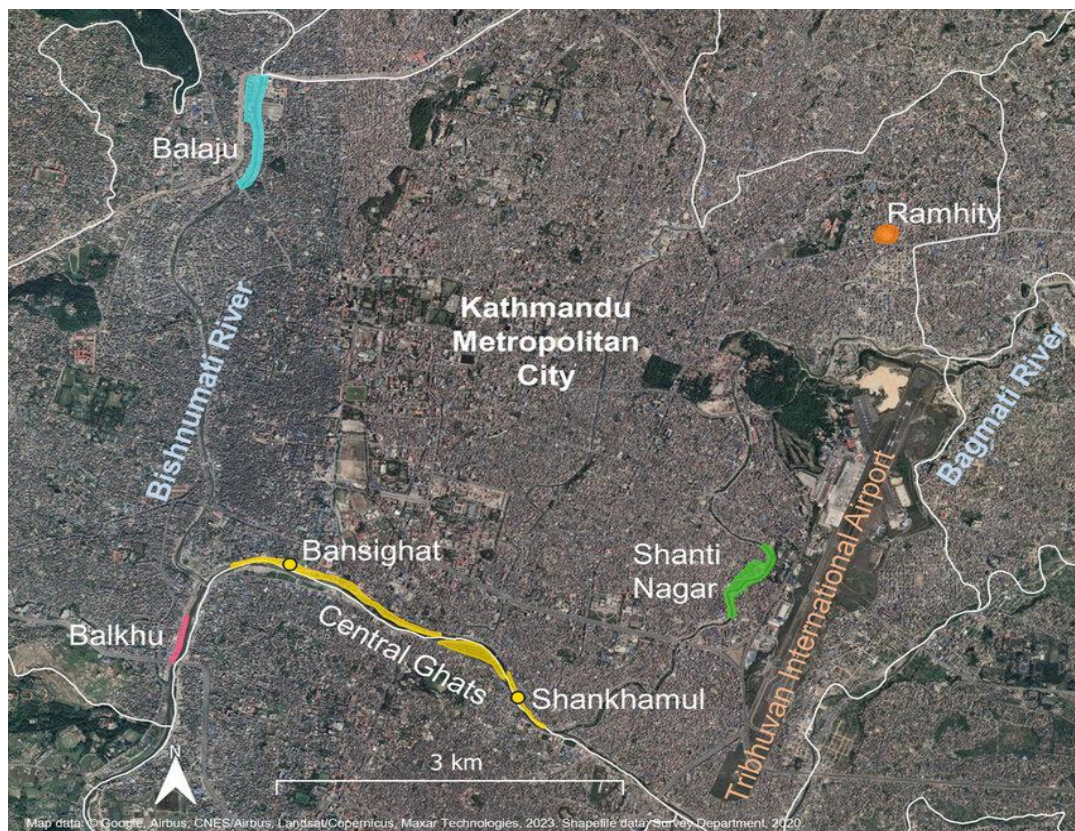 Balaju
Ramhity
Kathmandu
Metropolitan
City
Bishnumati River
Bagmati River
Tribhuvan International Airport
Bansighat
Shanti
Nagar
Balkhu
Central Ghats
Shankhamul
N
3 km
Map data: © Google, Airbus, CNES/Airbus, Landsat/Copernicus, Maxar Technologies, 2023. Shapefile data: Survey Department, 2020.